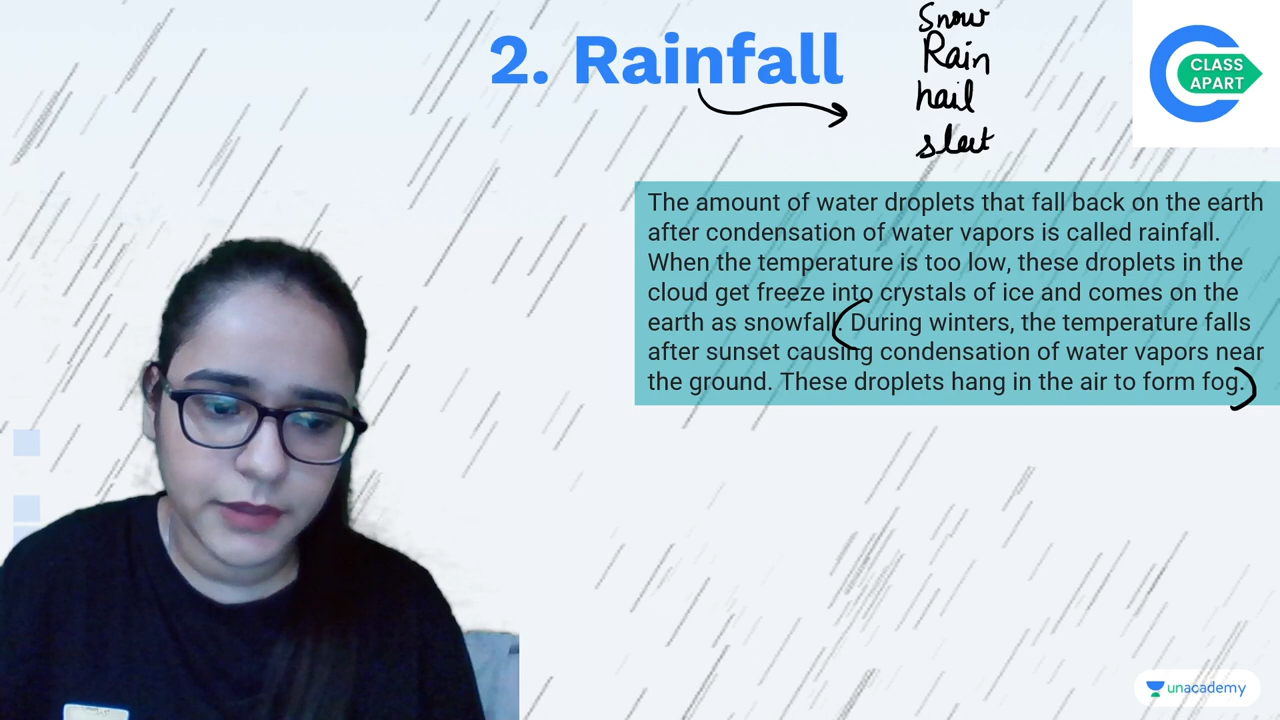 2. Rainfall
Snow
Rain
hail
sleet
CLASS
APART
The amount of water droplets that fall back on the earth
after condensation of water vapors is called rainfall.
When the temperature is too low, these droplets in the
cloud get freeze into crystals of ice and comes on the
earth as snowfall. During winters, the temperature falls
after sunset causing condensation of water vapors near
the ground. These droplets hang in the air to form fog.
unacademy